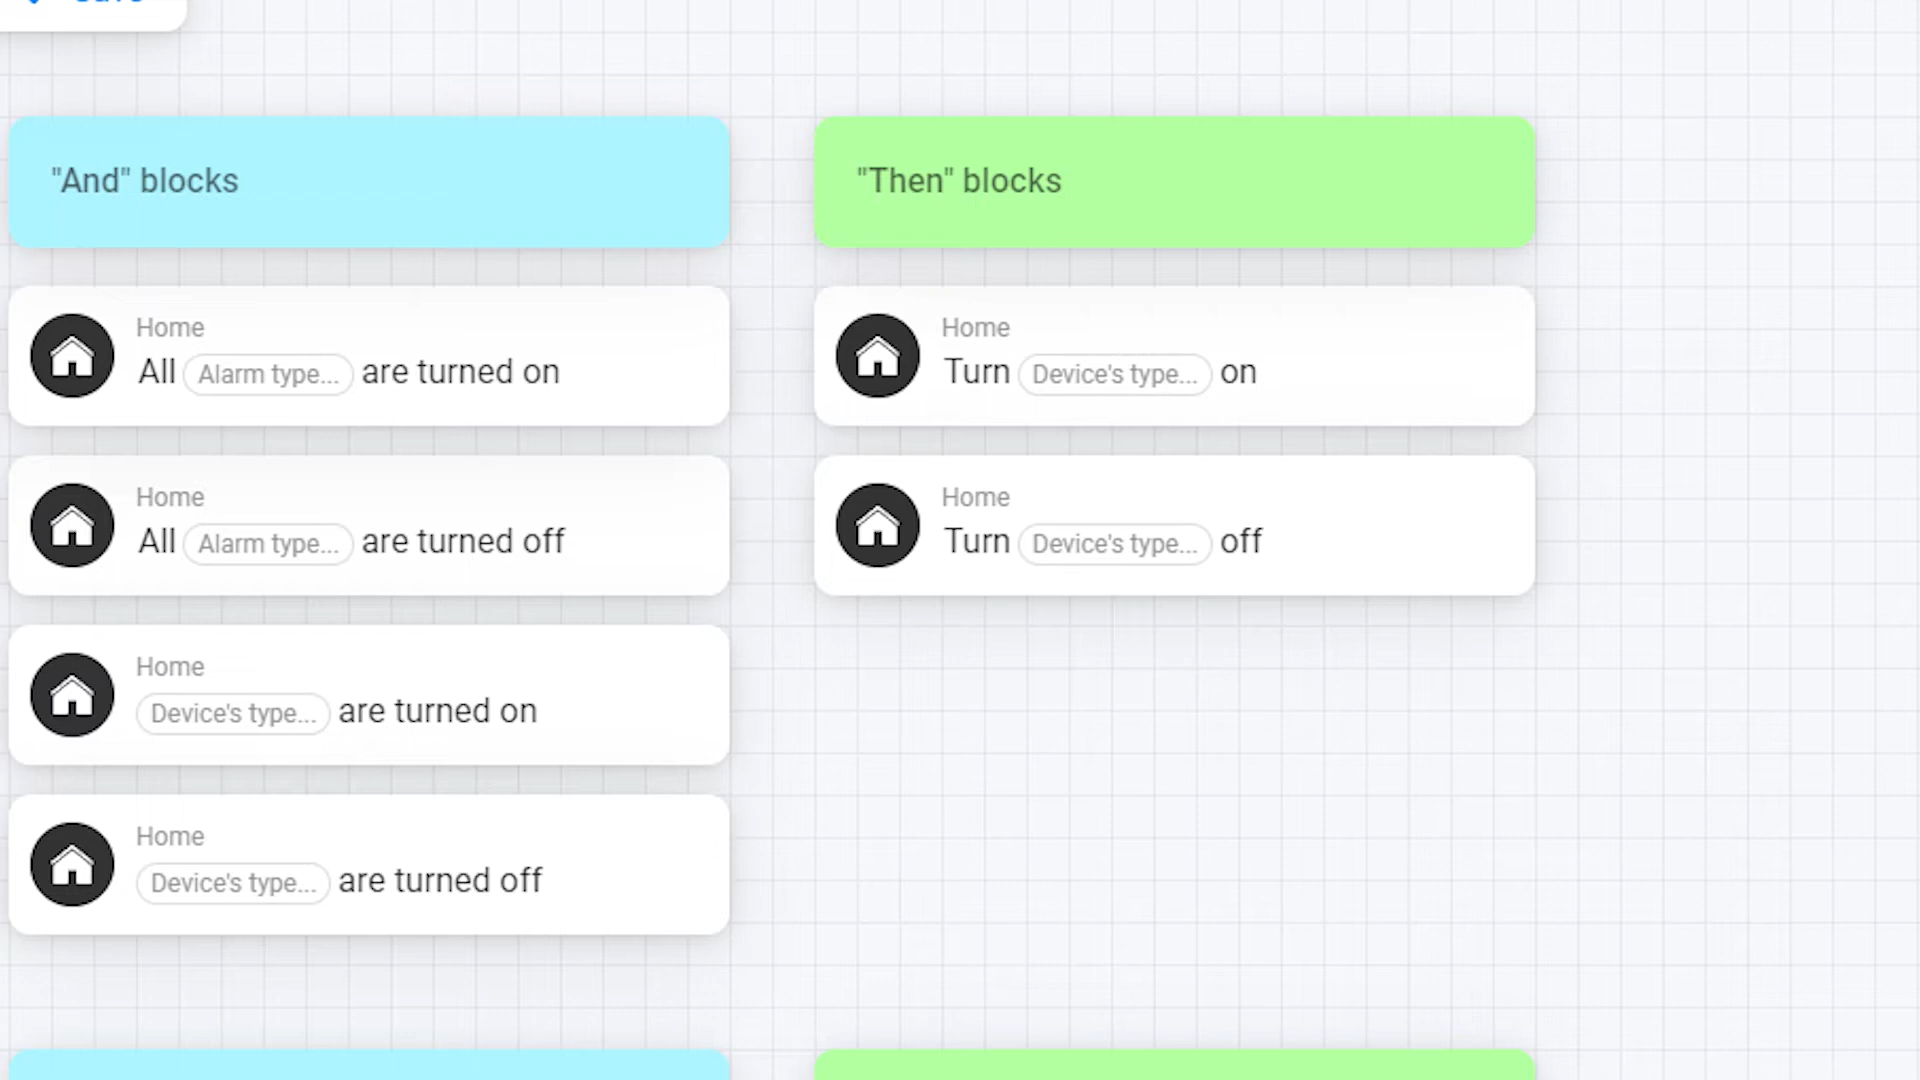 "And" blocks
Home
All Alarm type... are turned on
Home
All Alarm type... are turned off
Home
Device's type... are turned on
Home
Device's type... are turned off
"Then" blocks
Home
Turn Device's type... on
Home
Turn Device's type... off